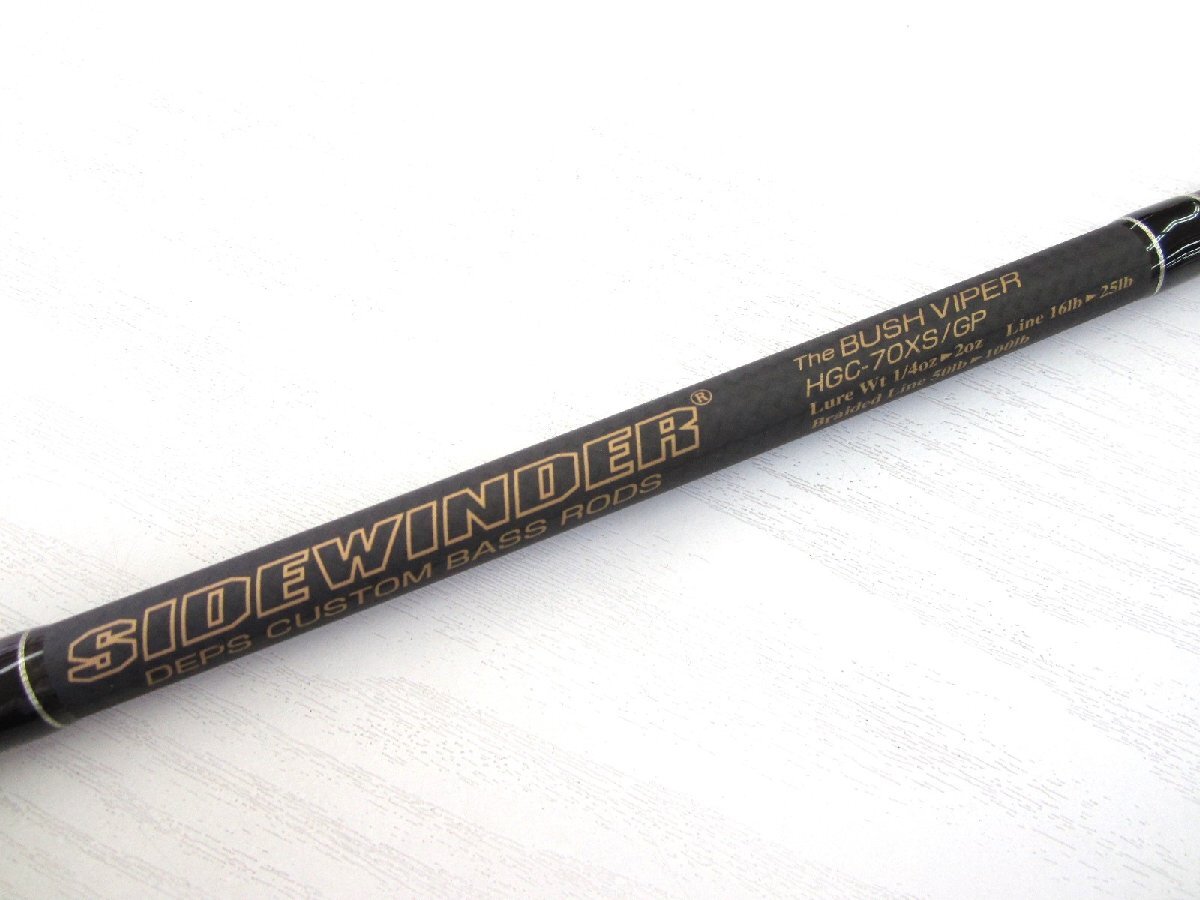 SIDEWINDER®
DEPS CUSTOM BASS RODS
The BUSH VIPER
HGC-70XS/GP
Lure Wt 1/4oz►2oz Line 16lb►25lb
Braided Line 50lb►100lb